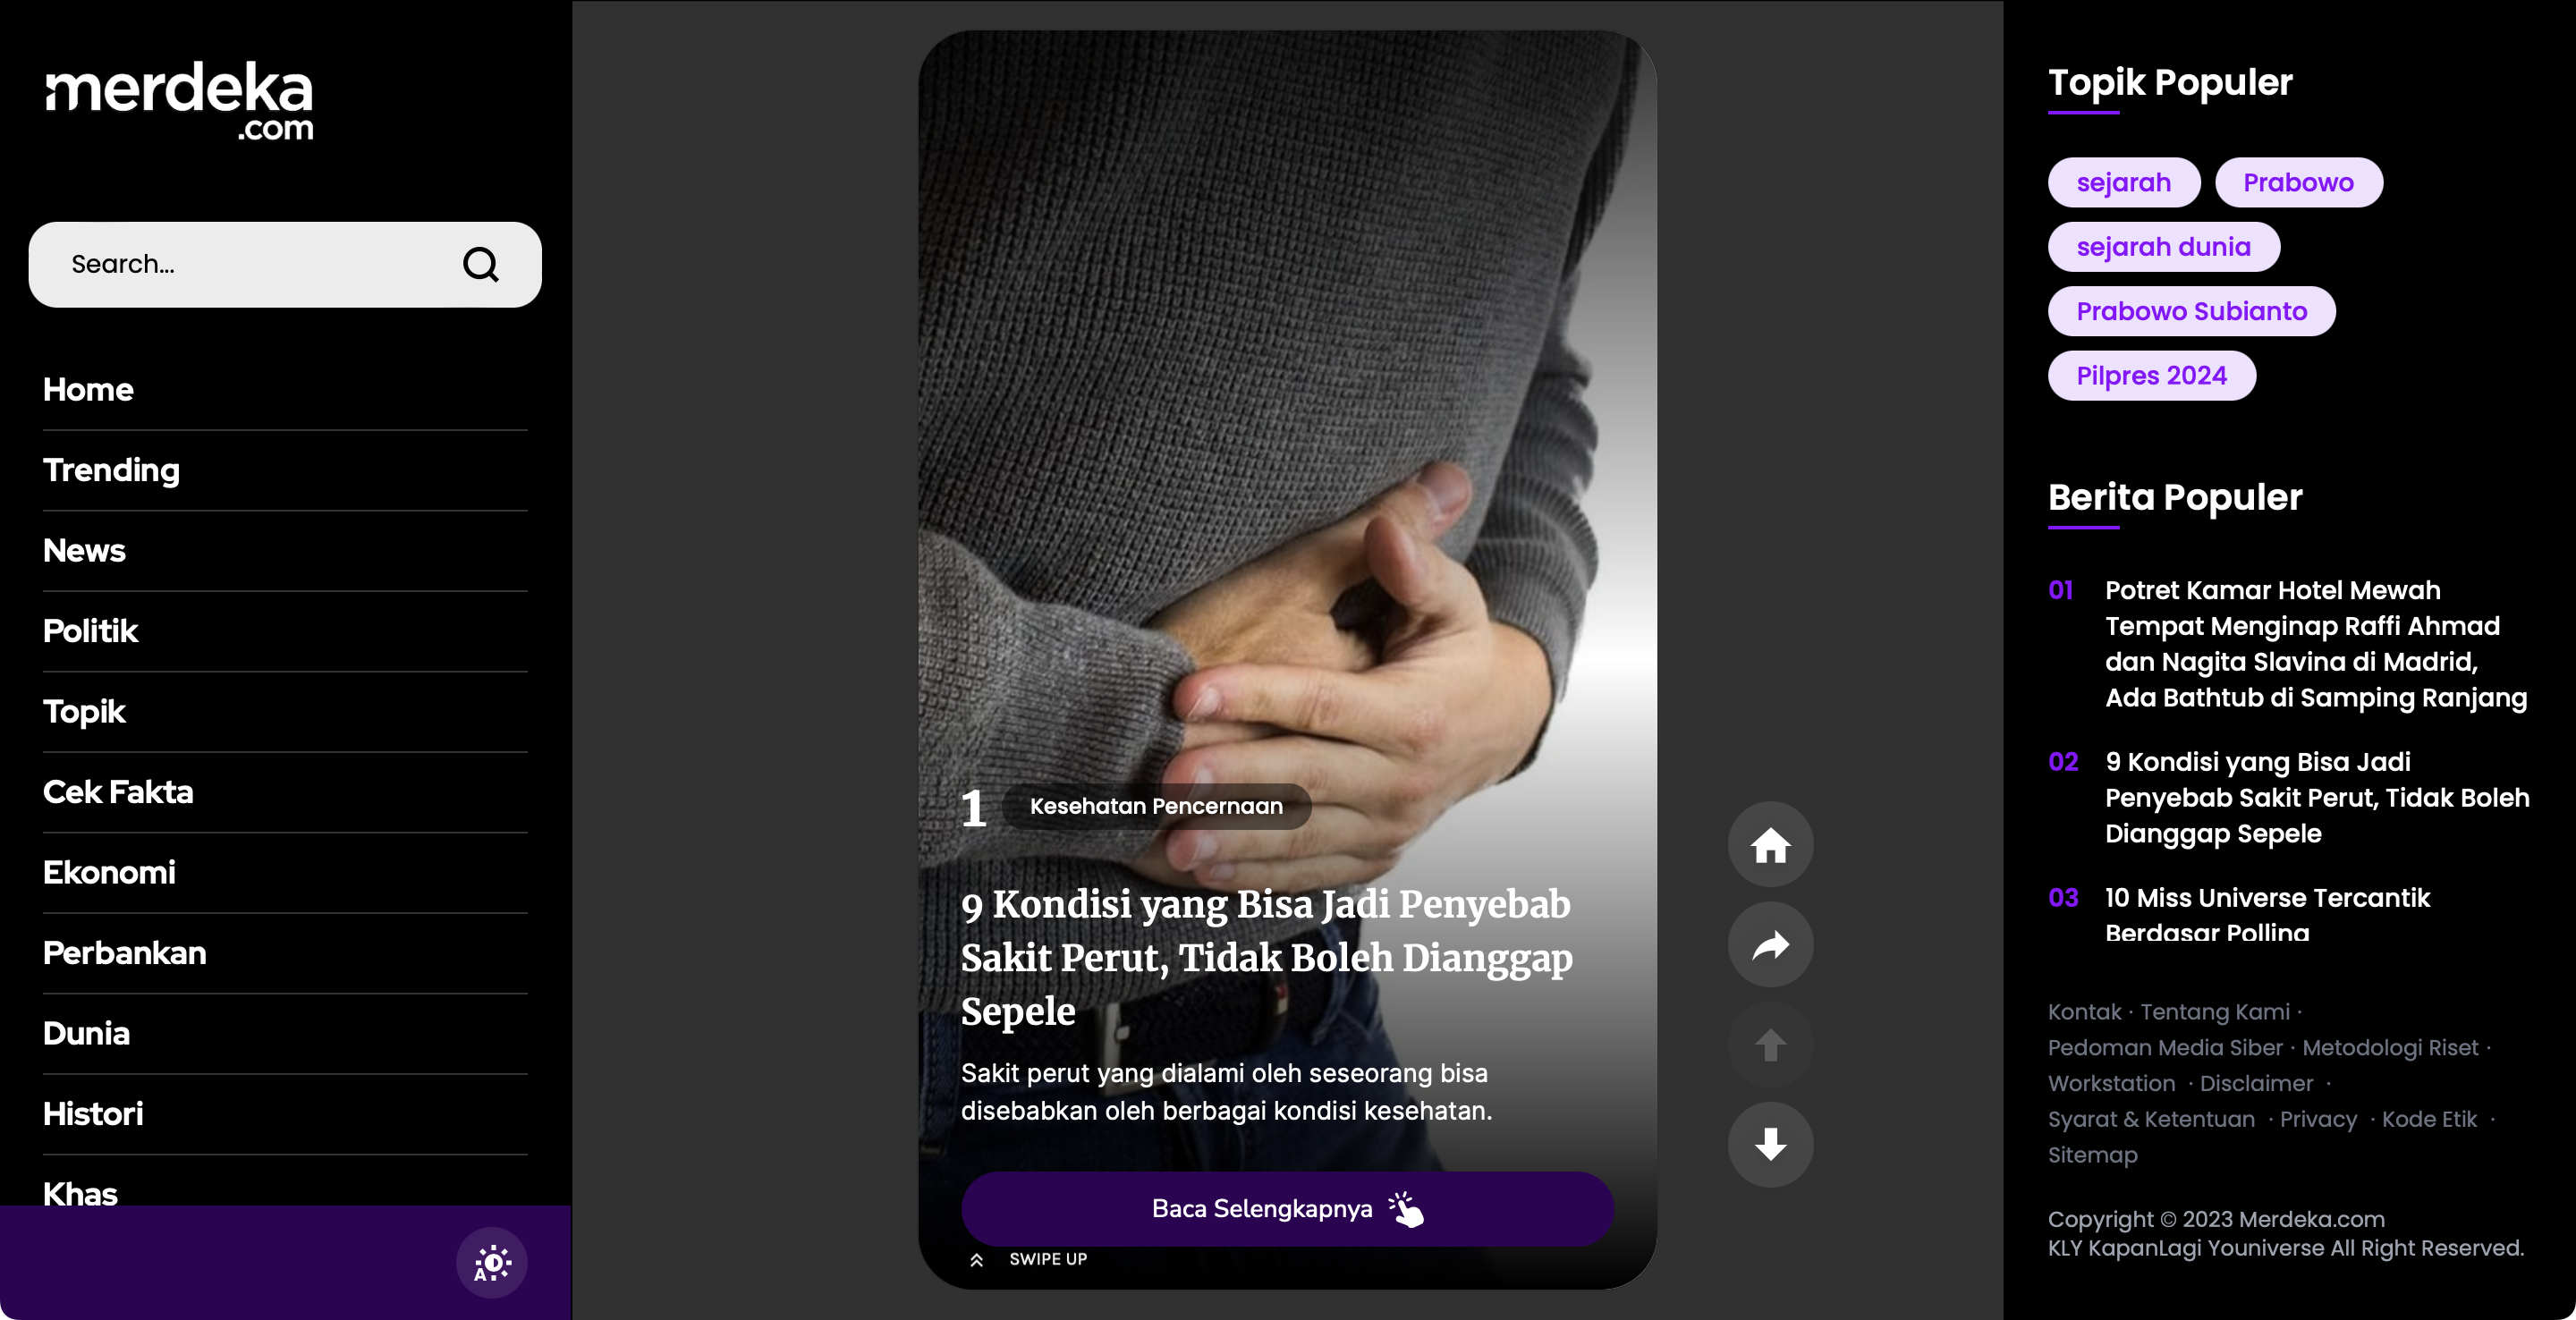 merdeka
.com
Search...
Home
Trending
News
Politik
Topik
Cek Fakta
Ekonomi
Perbankan
Dunia
Histori
Khas
A
1 Kesehatan Pencernaan
9 Kondisi yang Bisa Jadi Penyebab
Sakit Perut, Tidak Boleh Dianggap
Sepele
Sakit perut yang dialami oleh seseorang bisa
disebabkan oleh berbagai kondisi kesehatan.
Baca Selengkapnya
SWIPE UP
Topik Populer
sejarah Prabowo
sejarah dunia
Prabowo Subianto
Pilpres 2024
Berita Populer
01 Potret Kamar Hotel Mewah
Tempat Menginap Raffi Ahmad
dan Nagita Slavina di Madrid,
Ada Bathtub di Samping Ranjang
02 9 Kondisi yang Bisa Jadi
Penyebab Sakit Perut, Tidak Boleh
Dianggap Sepele
03 10 Miss Universe Tercantik
Berdasar Polling
Kontak · Tentang Kami ·
Pedoman Media Siber · Metodologi Riset ·
Workstation · Disclaimer ·
Syarat & Ketentuan · Privacy · Kode Etik ·
Sitemap
Copyright © 2023 Merdeka.com
KLY KapanLagi Youniverse All Right Reserved.